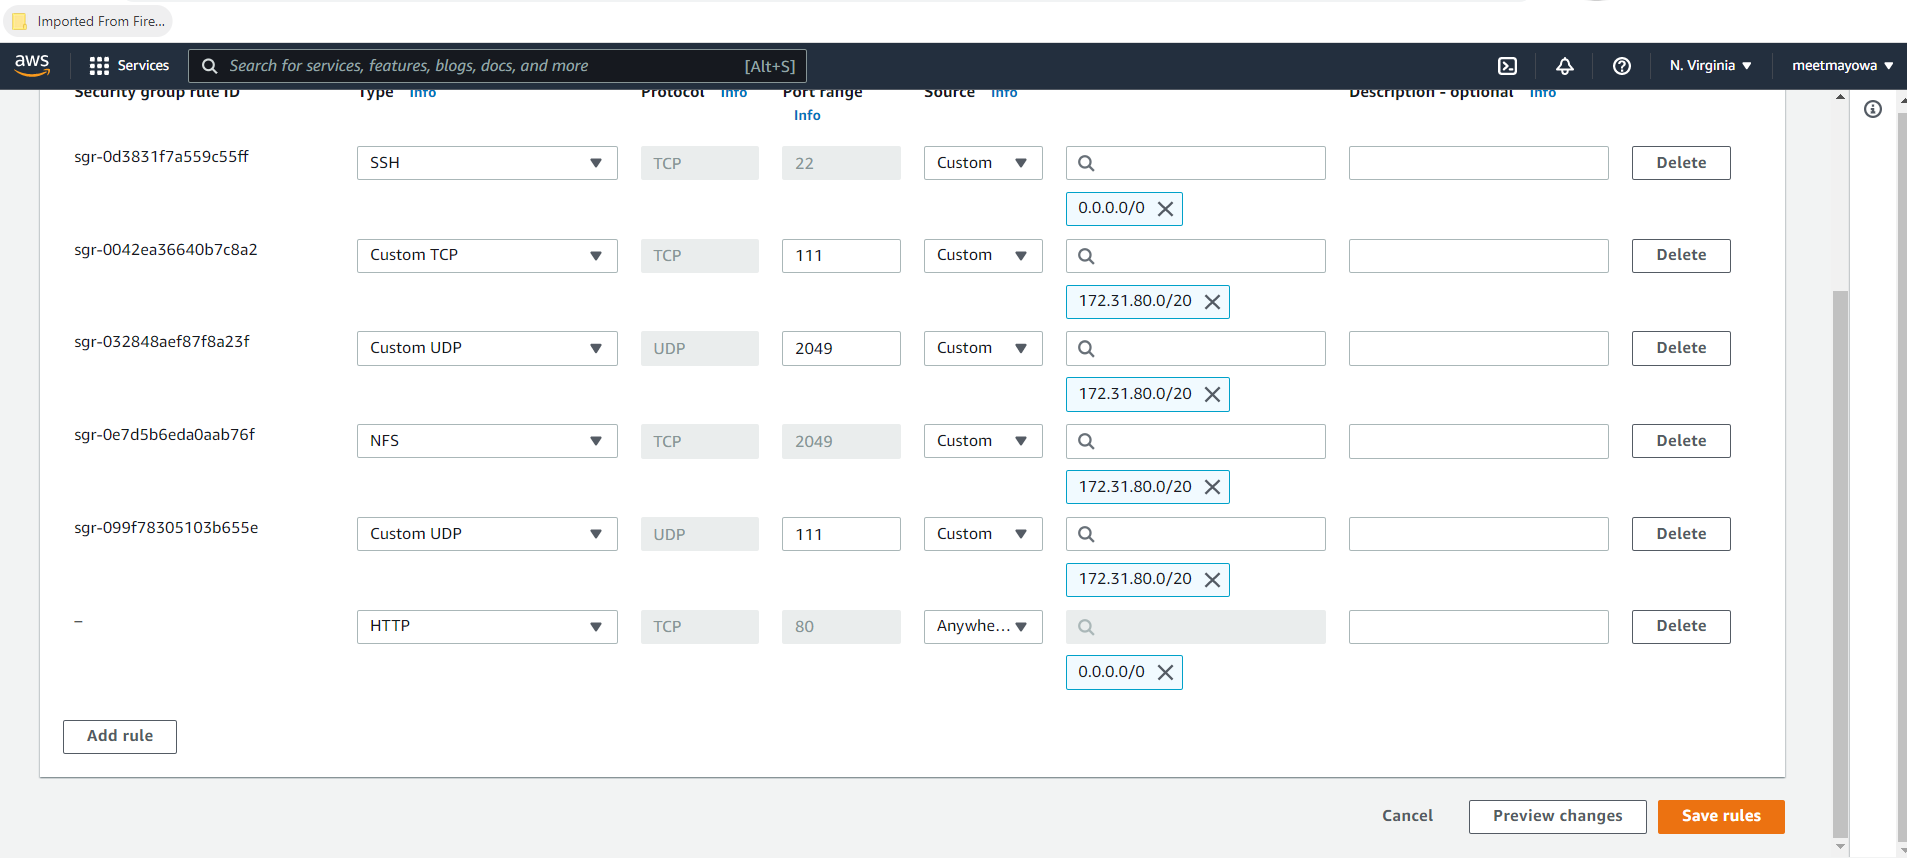 Imported From Fire...
aws Services Search for services, features, blogs, docs, and more [Alt+S] N. Virginia meetmayowa
Security group rule ID Type Info Protocol Info Port range Info Source Info Description - optional Info
sgr-0d3831f7a559c55ff SSH TCP 22 Custom Delete
0.0.0.0/0
sgr-0042ea36640b7c8a2 Custom TCP TCP 111 Custom Delete
172.31.80.0/20
sgr-032848aef87f8a23f Custom UDP UDP 2049 Custom Delete
172.31.80.0/20
sgr-0e7d5b6eda0aab76f NFS TCP 2049 Custom Delete
172.31.80.0/20
sgr-099f78305103b655e Custom UDP UDP 111 Custom Delete
172.31.80.0/20
– HTTP TCP 80 Anywhe... Delete
0.0.0.0/0
Add rule
Cancel Preview changes Save rules